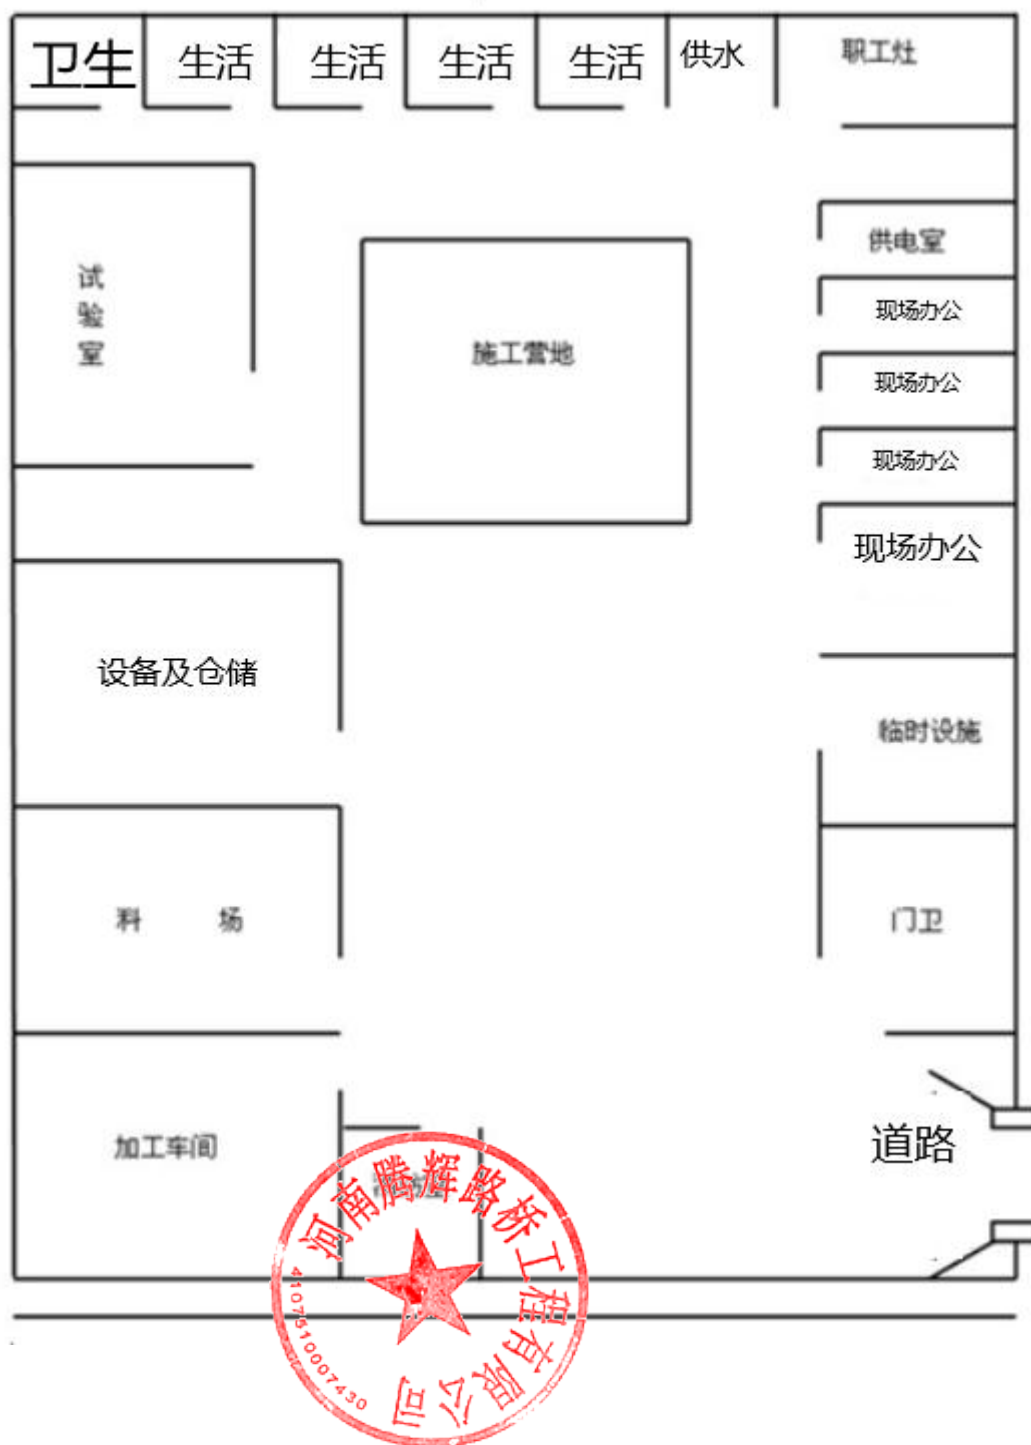 卫生
生活
生活
生活
生活
供水
职工灶
试验室
供电室
现场办公
施工营地
现场办公
现场办公
现场办公
设备及仓储
临时设施
料 场
门卫
加工车间
道路
河南腾辉路桥工程有限公司
4107510007430